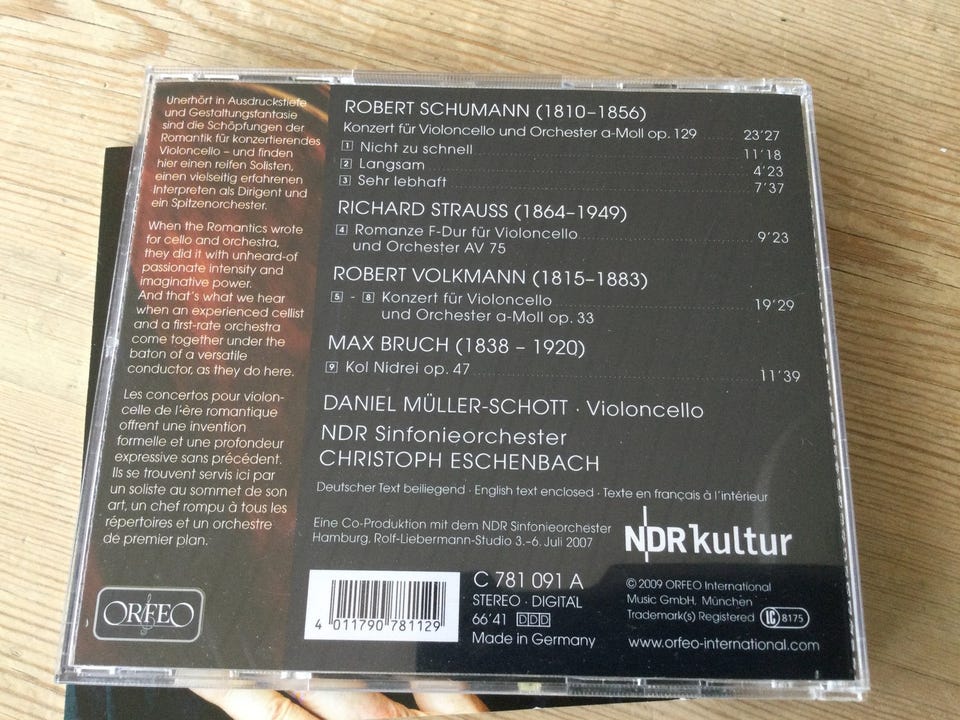 Unerhört in Ausdruckstiefe
und Gestaltungsfantasie
sind die Schöpfungen der
Romantik für konzertierendes
Violoncello – und finden
hier einen reifen Solisten,
einen vielseitig erfahrenen
Interpreten als Dirigent und
ein Spitzenorchester.
When the Romantics wrote
for cello and orchestra,
they did it with unheard-of
passionate intensity and
imaginative power.
And that's what we hear
when an experienced cellist
and a first-rate orchestra
come together under the
baton of a versatile
conductor, as they do here.
Les concertos pour violon-
celle de l'ère romantique
offrent une invention
formelle et une profondeur
expressive sans précédent.
Ils se trouvent servis ici par
un soliste au sommet de son
art, un chef rompu à tous les
répertoires et un orchestre
de premier plan.
ORFEO
ROBERT SCHUMANN (1810–1856)
Konzert für Violoncello und Orchester a-Moll op. 129 23'27
1 Nicht zu schnell 11'18
2 Langsam 4'23
3 Sehr lebhaft 7'37
RICHARD STRAUSS (1864–1949)
4 Romanze F-Dur für Violoncello 9'23
und Orchester AV 75
ROBERT VOLKMANN (1815–1883)
5 - 8 Konzert für Violoncello 19'29
und Orchester a-Moll op. 33
MAX BRUCH (1838 – 1920)
9 Kol Nidrei op. 47 11'39
DANIEL MÜLLER-SCHOTT · Violoncello
NDR Sinfonieorchester
CHRISTOPH ESCHENBACH
Deutscher Text beiliegend · English text enclosed · Texte en français à l'intérieur
Eine Co-Produktion mit dem NDR Sinfonieorchester
Hamburg, Rolf-Liebermann-Studio 3.–6. Juli 2007
NDR kultur
4 011790 781129
C 781 091 A
STEREO · DIGITAL
66'41 DDD
Made in Germany
© 2009 ORFEO International
Music GmbH, München
Trademark(s) Registered LC 8175
www.orfeo-international.com